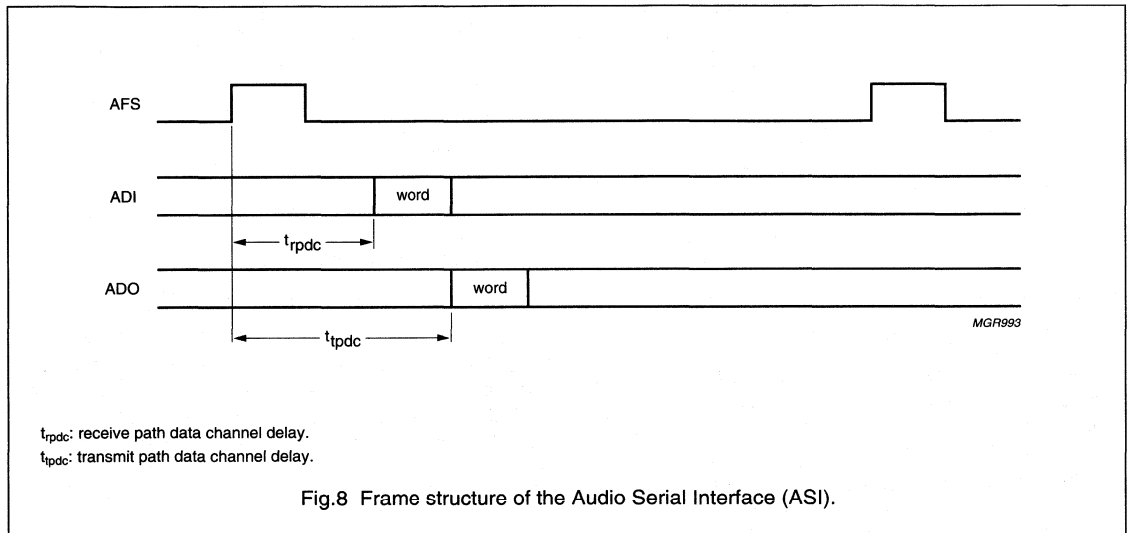 AFS
ADI
word
trpdc
ADO
word
MGR993
ttpdc
trpdc: receive path data channel delay.
ttpdc: transmit path data channel delay.
Fig.8 Frame structure of the Audio Serial Interface (ASI).